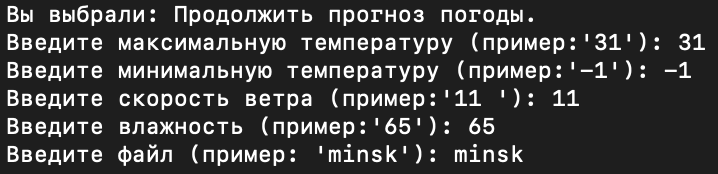 Вы выбрали: Продолжить прогноз погоды.
Введите максимальную температуру (пример:'31'): 31
Введите минимальную температуру (пример:'-1'): -1
Введите скорость ветра (пример:'11 '): 11
Введите влажность (пример:'65'): 65
Введите файл (пример: 'minsk'): minsk